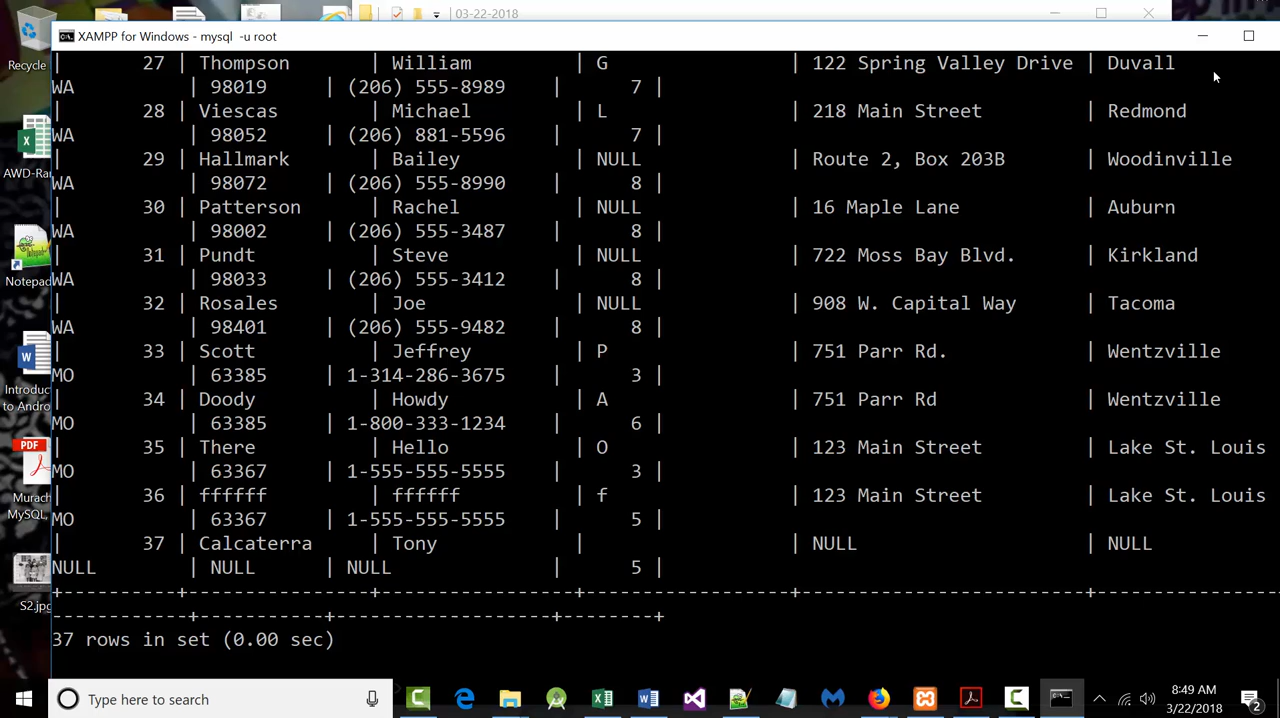 03-22-2018
XAMPP for Windows - mysql  -u root
Recycle
| 27 | Thompson | William | G | 122 Spring Valley Drive | Duvall
WA | 98019 | (206) 555-8989 | 7 |
| 28 | Viescas | Michael | L | 218 Main Street | Redmond
WA | 98052 | (206) 881-5596 | 7 |
| 29 | Hallmark | Bailey | NULL | Route 2, Box 203B | Woodinville
WA | 98072 | (206) 555-8990 | 8 |
| 30 | Patterson | Rachel | NULL | 16 Maple Lane | Auburn
WA | 98002 | (206) 555-3487 | 8 |
| 31 | Pundt | Steve | NULL | 722 Moss Bay Blvd. | Kirkland
WA | 98033 | (206) 555-3412 | 8 |
| 32 | Rosales | Joe | NULL | 908 W. Capital Way | Tacoma
WA | 98401 | (206) 555-9482 | 8 |
| 33 | Scott | Jeffrey | P | 751 Parr Rd. | Wentzville
MO | 63385 | 1-314-286-3675 | 3 |
| 34 | Doody | Howdy | A | 751 Parr Rd | Wentzville
MO | 63385 | 1-800-333-1234 | 6 |
| 35 | There | Hello | O | 123 Main Street | Lake St. Louis
MO | 63367 | 1-555-555-5555 | 3 |
| 36 | ffffff | ffffff | f | 123 Main Street | Lake St. Louis
MO | 63367 | 1-555-555-5555 | 5 |
| 37 | Calcaterra | Tony | | NULL | NULL
NULL | NULL | NULL | 5 |
37 rows in set (0.00 sec)
AWD-Ra
Notepad
Introduc
to Andro
PDF
Murach
MySQL,
S2.jpg
Type here to search
8:49 AM
3/22/2018
2